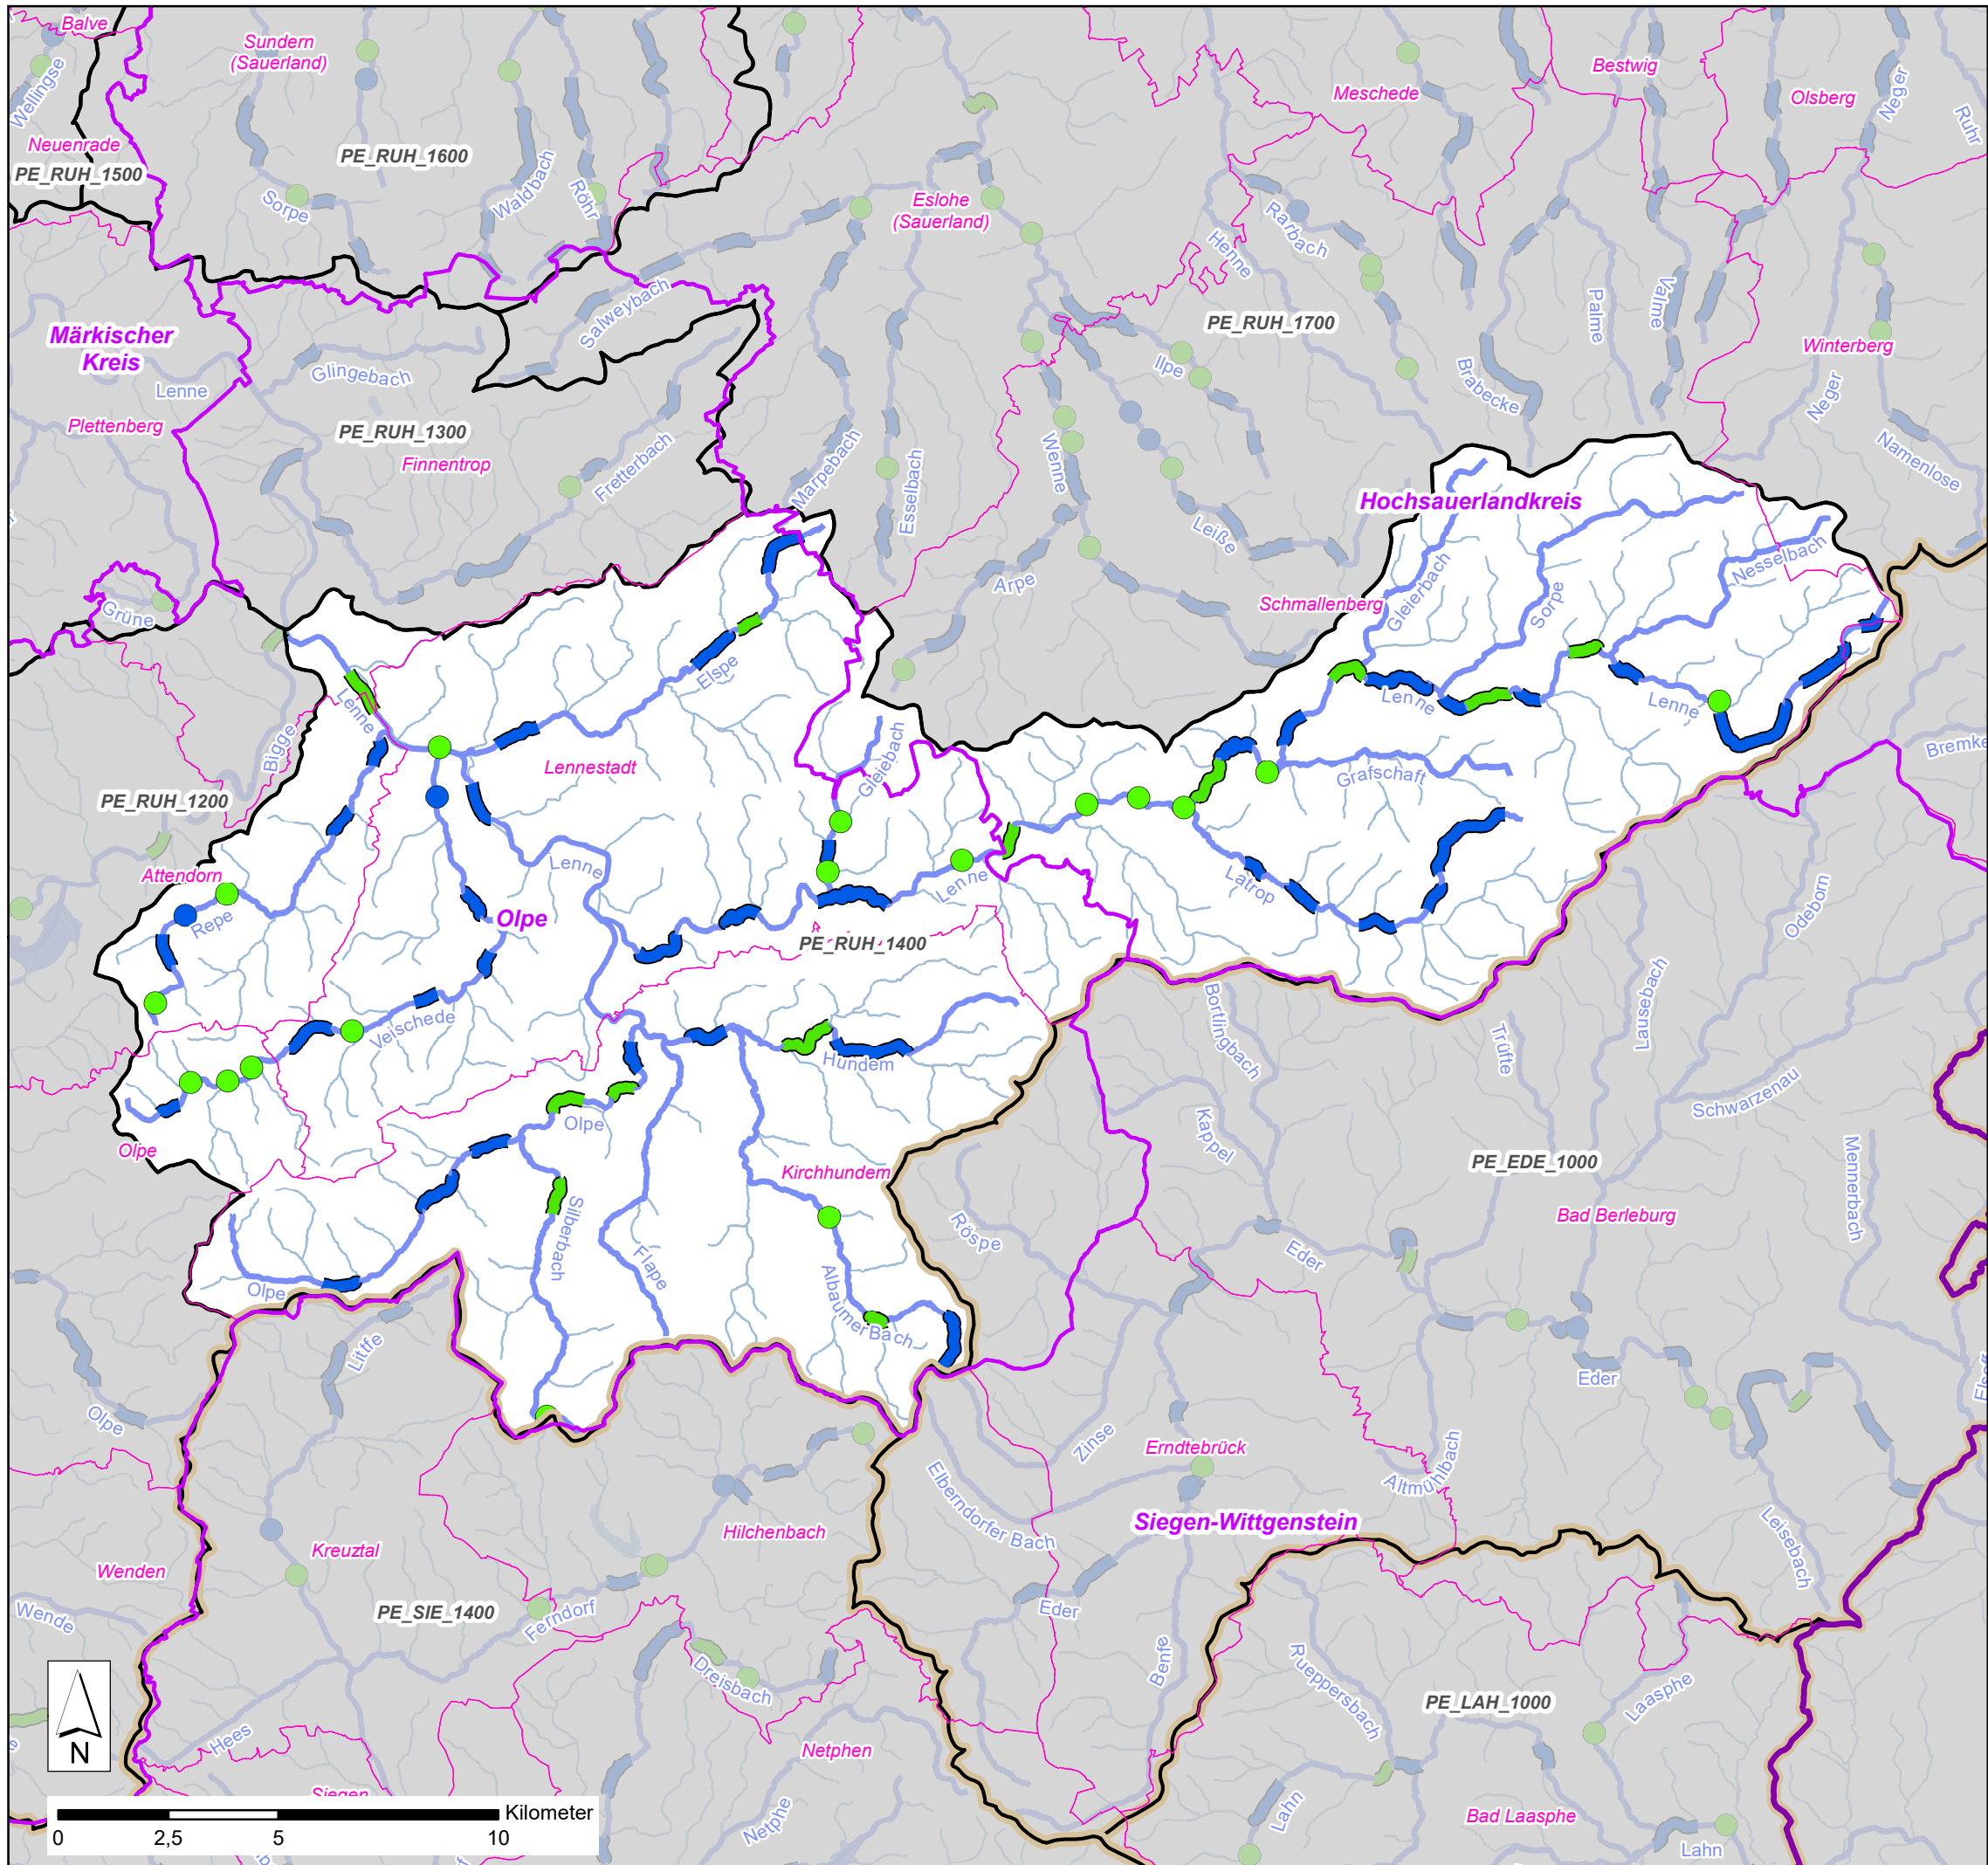 Balve
Sundern
(Sauerland)
Bestwig
Meschede
Olsberg
Neger
Wellingse
Ruhr
Neuenrade
PE_RUH_1500
PE_RUH_1600
Waldbach
Röhr
Sorpe
Eslohe
(Sauerland)
Rarbach
Henne
Salweybach
Palme
Valme
Märkischer
Kreis
PE_RUH_1700
Winterberg
Glingebach
Lenne
Ilpe
Brabecke
Neger
Plettenberg
PE_RUH_1300
Finnentrop
Fretterbach
Marpebach
Esselbach
Wenne
Namenlose
Hochsauerlandkreis
Leiße
Nesselbach
Arpe
Gleierbach
Sorpe
Schmallenberg
Grüne
Elspe
Lenne
Lenne
Lenne
Bigge
Bremke
Lennestadt
Gleiebach
Grafschaft
PE_RUH_1200
Attendorn
Lenne
Lenne
Latrop
Odeborn
Repe
Olpe
PE_RUH_1400
Veischede
Bortlingbach
Lausebach
Trüfte
Hundem
Schwarzenau
Olpe
Kappel
Mennerbach
Olpe
Kirchhundem
PE_EDE_1000
Silberbach
Röspe
Bad Berleburg
Flape
Eder
Albaumer Bach
Olpe
Littfe
Eder
Olpe
Zinse
Erndtebrück
Altmühlbach
Elberndorfer Bach
Siegen-Wittgenstein
Hilchenbach
Kreuztal
Leisebach
Wenden
Wende
PE_SIE_1400
Ferndorf
Eder
Benfe
Dreisbach
Rueppersbach
Laasphe
PE_LAH_1000
Hees
Netphen
N
Siegen
Kilometer
0 2,5 5 10
Netphe
Lahn
Bad Laasphe
Lahn